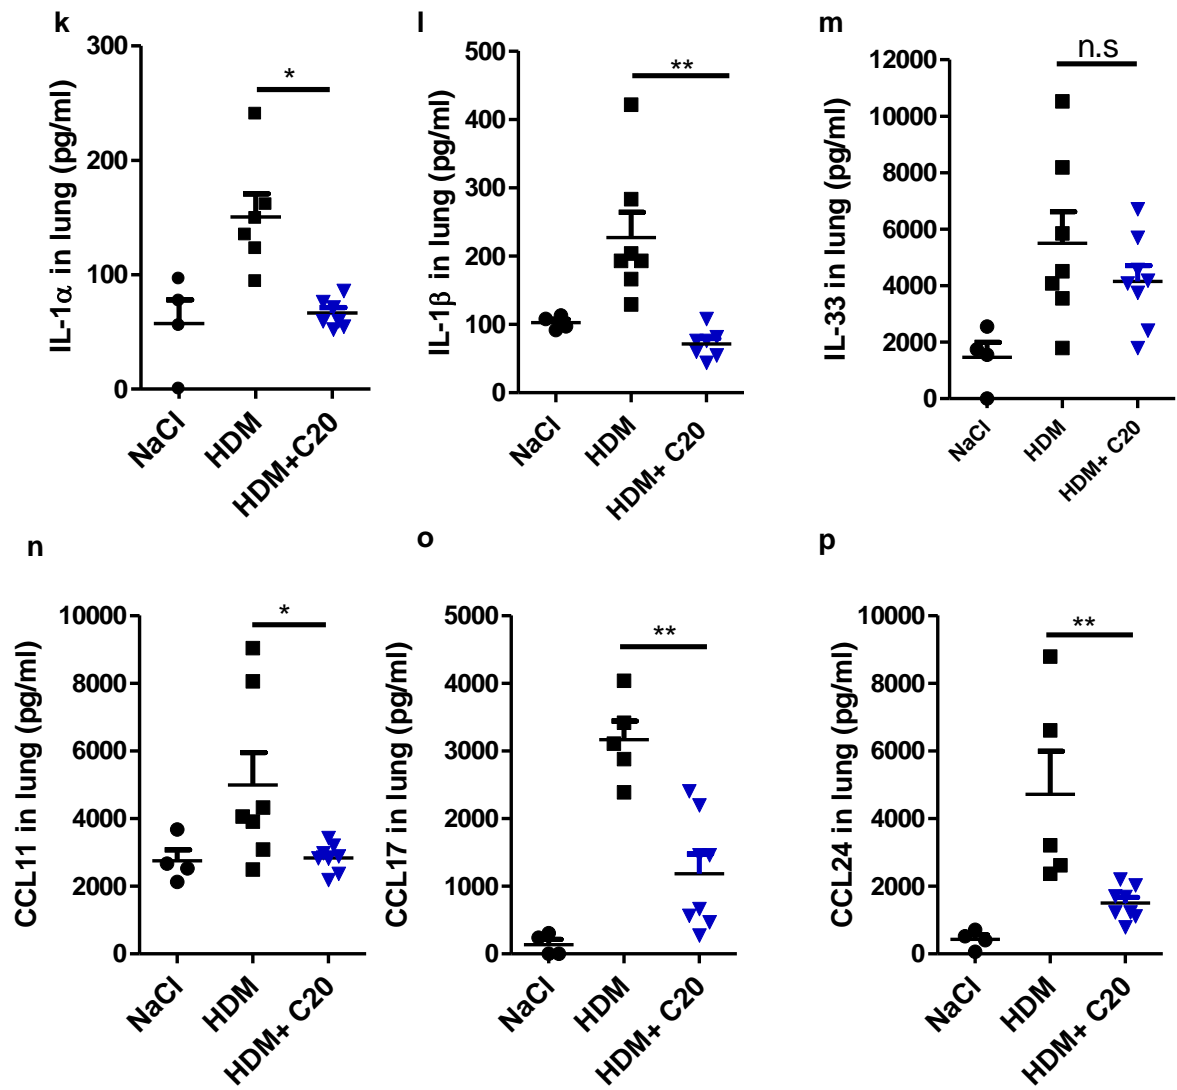 k
IL-1α in lung (pg/ml)
300
200
100
0
*
NaCl
HDM
HDM+C20
l
IL-1β in lung (pg/ml)
500
400
300
200
100
0
**
NaCl
HDM
HDM+ C20
m
IL-33 in lung (pg/ml)
12000
10000
8000
6000
4000
2000
0
n.s
NaCl
HDM
HDM+ C20
n
CCL11 in lung (pg/ml)
10000
8000
6000
4000
2000
0
*
NaCl
HDM
HDM+ C20
o
CCL17 in lung (pg/ml)
5000
4000
3000
2000
1000
0
**
NaCl
HDM
HDM+ C20
p
CCL24 in lung (pg/ml)
10000
8000
6000
4000
2000
0
**
NaCl
HDM
HDM+ C20